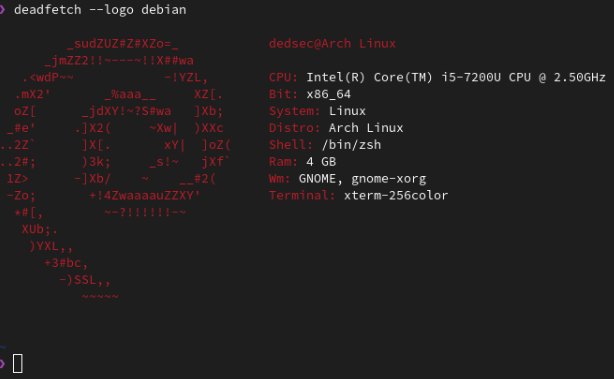 ❯ deadfetch --logo debian
         _sudZUZ#Z#XZo=_         dedsec@Arch Linux
      _jmZZ2!!~---~!!X##wa
   .<wdP~~            ~!YZL,     CPU: Intel(R) Core(TM) i5-7200U CPU @ 2.50GHz
  .mX2'       _%aaa__     XZ[.   Bit: x86_64
  oZ[      _jdXY!~?S#wa   ]Xb;   System: Linux
 _#e'     .]X2(     ~Xw|  )XXc   Distro: Arch Linux
..2Z`      ]X[.       xY|  ]oZ(  Shell: /bin/zsh
..2#;      )3k;     _s!~   jXf`  Ram: 4 GB
 1Z>      -]Xb/    ~    __#2(    Wm: GNOME, gnome-xorg
 -Zo;       +!4ZwaaaauZZXY'      Terminal: xterm-256color
  *#[,        ~-?!!!!!!-~
   XUb;.
    )YXL,,
      +3#bc,
        -)SSL,,
           ~~~~~
~
❯